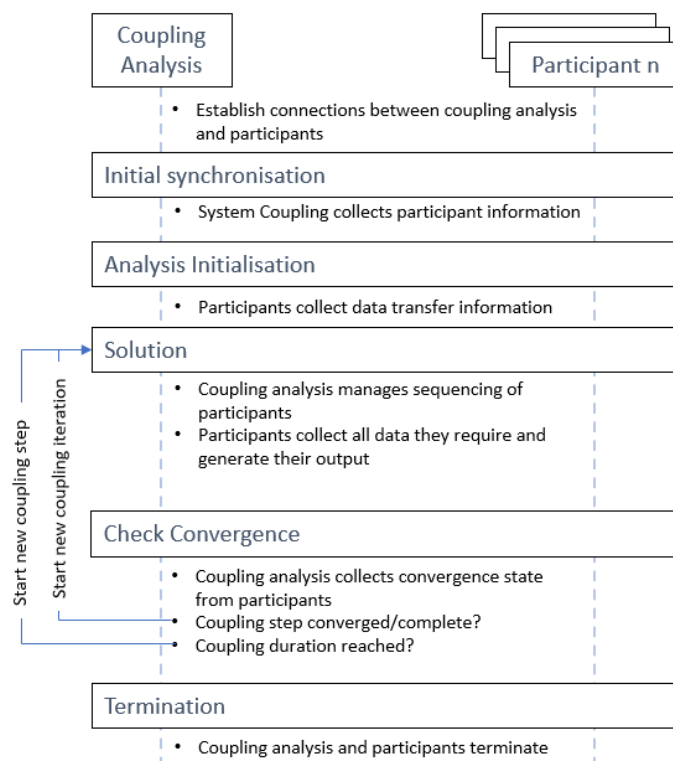 Coupling
Analysis
Participant n
• Establish connections between coupling analysis
and participants
Initial synchronisation
• System Coupling collects participant information
Analysis Initialisation
• Participants collect data transfer information
Solution
• Coupling analysis manages sequencing of
participants
• Participants collect all data they require and
generate their output
Start new coupling step
Start new coupling iteration
Check Convergence
• Coupling analysis collects convergence state
from participants
• Coupling step converged/complete?
• Coupling duration reached?
Termination
• Coupling analysis and participants terminate